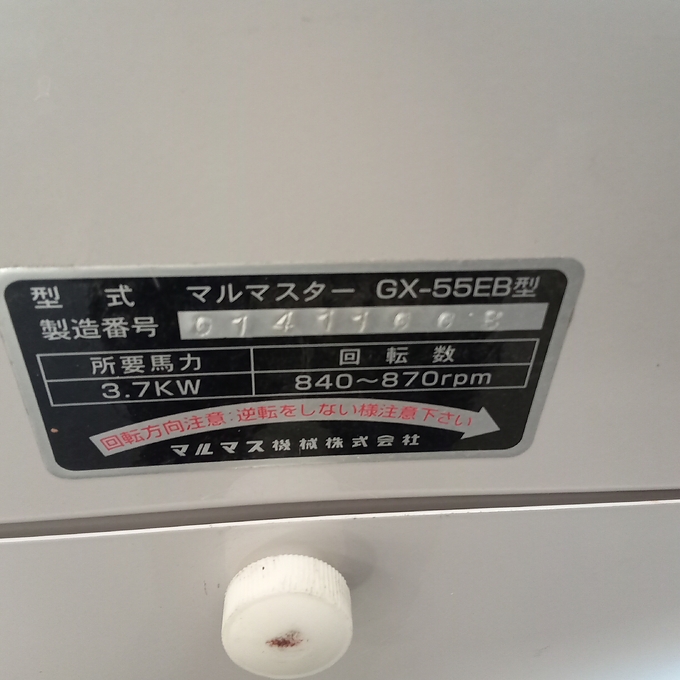 型式 マルマスター GX-55EB型
製造番号
所要馬力 回転数
3.7KW 840～870rpm
回転方向注意:逆転をしない様注意下さい
マルマス機械株式会社